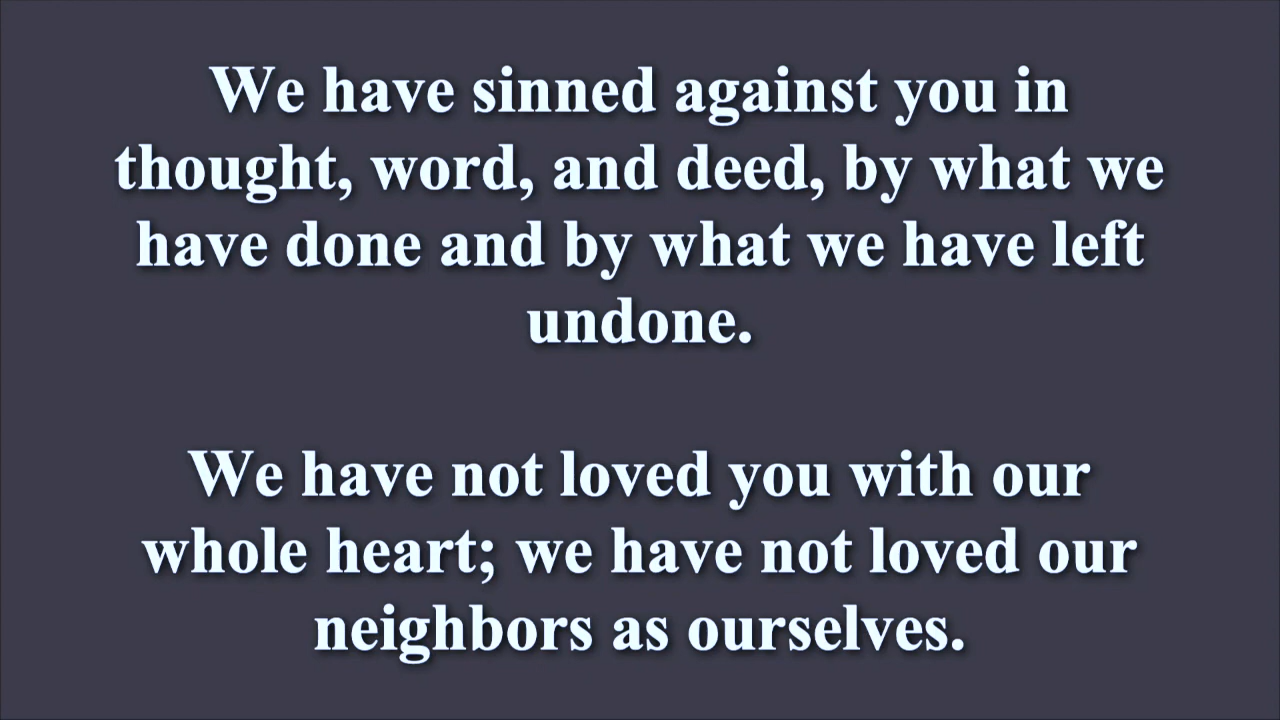 We have sinned against you in
thought, word, and deed, by what we
have done and by what we have left
undone.
We have not loved you with our
whole heart; we have not loved our
neighbors as ourselves.